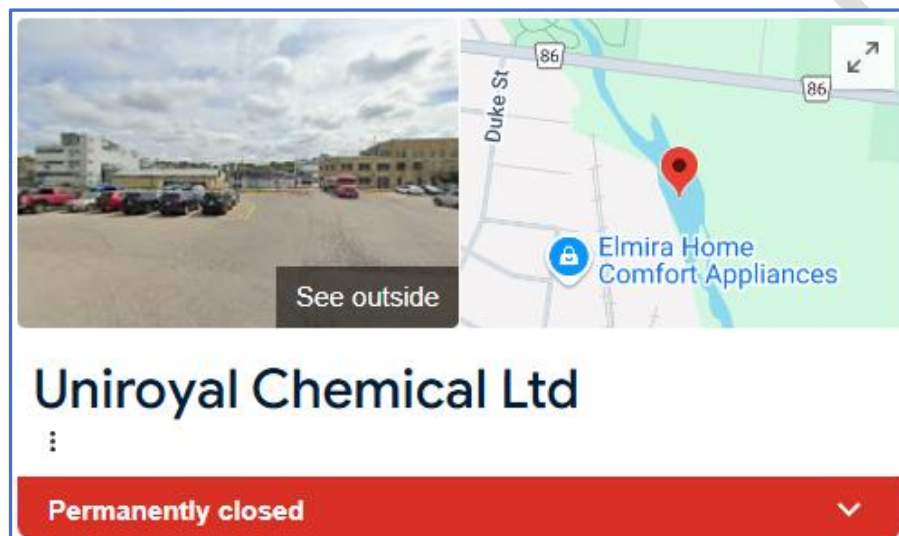 86
86
Duke St
See outside
Elmira Home
Comfort Appliances
Uniroyal Chemical Ltd
Permanently closed